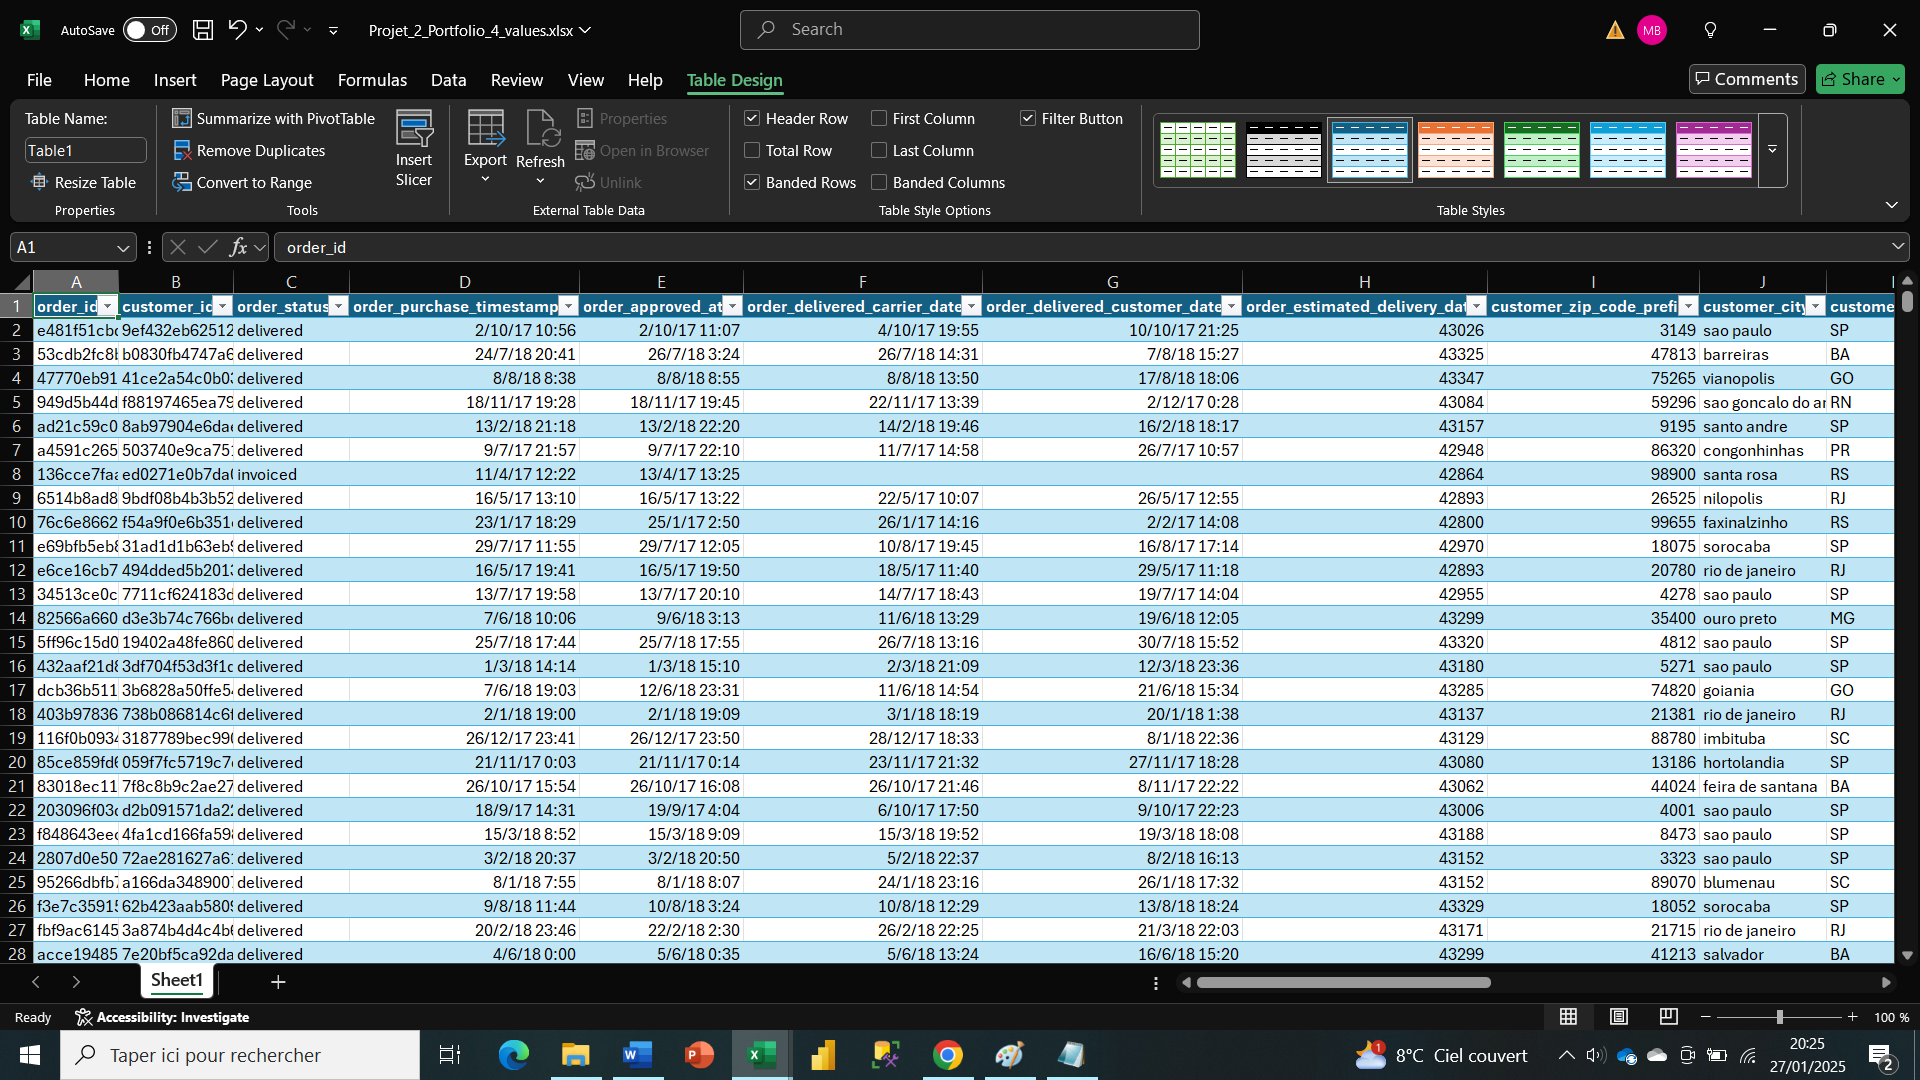 AutoSave Off Projet_2_Portfolio_4_values.xlsx Search MB
File Home Insert Page Layout Formulas Data Review View Help Table Design Comments Share
Table Name:
Table1
Resize Table
Properties
Summarize with PivotTable
Remove Duplicates
Convert to Range
Tools
Insert Slicer
Export
Refresh
Properties
Open in Browser
Unlink
External Table Data
Header Row First Column Filter Button
Total Row Last Column
Banded Rows Banded Columns
Table Style Options
Table Styles
A1 fx order_id
A B C D E F G H I J
1 order_id customer_id order_status order_purchase_timestamp order_approved_at order_delivered_carrier_date order_delivered_customer_date order_estimated_delivery_da customer_zip_code_prefi customer_city custome
2 e481f51cbd 9ef432eb62512 delivered 2/10/17 10:56 2/10/17 11:07 4/10/17 19:55 10/10/17 21:25 43026 3149 sao paulo SP
3 53cdb2fc8b b0830fb4747a6 delivered 24/7/18 20:41 26/7/18 3:24 26/7/18 14:31 7/8/18 15:27 43325 47813 barreiras BA
4 47770eb91 41ce2a54c0b03 delivered 8/8/18 8:38 8/8/18 8:55 8/8/18 13:50 17/8/18 18:06 43347 75265 vianopolis GO
5 949d5b44d f88197465ea79 delivered 18/11/17 19:28 18/11/17 19:45 22/11/17 13:39 2/12/17 0:28 43084 59296 sao goncalo do ar RN
6 ad21c59c0 8ab97904e6dae delivered 13/2/18 21:18 13/2/18 22:20 14/2/18 19:46 16/2/18 18:17 43157 9195 santo andre SP
7 a4591c265 503740e9ca751 delivered 9/7/17 21:57 9/7/17 22:10 11/7/17 14:58 26/7/17 10:57 42948 86320 congonhinhas PR
8 136cce7faa ed0271e0b7da0 invoiced 11/4/17 12:22 13/4/17 13:25 42864 98900 santa rosa RS
9 6514b8ad8 9bdf08b4b3b52 delivered 16/5/17 13:10 16/5/17 13:22 22/5/17 10:07 26/5/17 12:55 42893 26525 nilopolis RJ
10 76c6e8662 f54a9f0e6b351 delivered 23/1/17 18:29 25/1/17 2:50 26/1/17 14:16 2/2/17 14:08 42800 99655 faxinalzinho RS
11 e69bfb5eb8 31ad1d1b63eb9 delivered 29/7/17 11:55 29/7/17 12:05 10/8/17 19:45 16/8/17 17:14 42970 18075 sorocaba SP
12 e6ce16cb7 494dded5b2013 delivered 16/5/17 19:41 16/5/17 19:50 18/5/17 11:40 29/5/17 11:18 42893 20780 rio de janeiro RJ
13 34513ce0c 7711cf624183d delivered 13/7/17 19:58 13/7/17 20:10 14/7/17 18:43 19/7/17 14:04 42955 4278 sao paulo SP
14 82566a660 d3e3b74c766bc delivered 7/6/18 10:06 9/6/18 3:13 11/6/18 13:29 19/6/18 12:05 43299 35400 ouro preto MG
15 5ff96c15d0 19402a48fe860 delivered 25/7/18 17:44 25/7/18 17:55 26/7/18 13:16 30/7/18 15:52 43320 4812 sao paulo SP
16 432aaf21d8 3df704f53d3f1d delivered 1/3/18 14:14 1/3/18 15:10 2/3/18 21:09 12/3/18 23:36 43180 5271 sao paulo SP
17 dcb36b511 3b6828a50ffe54 delivered 7/6/18 19:03 12/6/18 23:31 11/6/18 14:54 21/6/18 15:34 43285 74820 goiania GO
18 403b97836 738b086814c6f delivered 2/1/18 19:00 2/1/18 19:09 3/1/18 18:19 20/1/18 1:38 43137 21381 rio de janeiro RJ
19 116f0b0934 3187789bec990 delivered 26/12/17 23:41 26/12/17 23:50 28/12/17 18:33 8/1/18 22:36 43129 88780 imbituba SC
20 85ce859fd6 059f7fc5719c7 delivered 21/11/17 0:03 21/11/17 0:14 23/11/17 21:32 27/11/17 18:28 43080 13186 hortolandia SP
21 83018ec11 7f8c8b9c2ae27 delivered 26/10/17 15:54 26/10/17 16:08 26/10/17 21:46 8/11/17 22:22 43062 44024 feira de santana BA
22 203096f03d d2b091571da22 delivered 18/9/17 14:31 19/9/17 4:04 6/10/17 17:50 9/10/17 22:23 43006 4001 sao paulo SP
23 f848643eec 4fa1cd166fa598 delivered 15/3/18 8:52 15/3/18 9:09 15/3/18 19:52 19/3/18 18:08 43188 8473 sao paulo SP
24 2807d0e50 72ae281627a61 delivered 3/2/18 20:37 3/2/18 20:50 5/2/18 22:37 8/2/18 16:13 43152 3323 sao paulo SP
25 95266dbfb7 a166da3489007 delivered 8/1/18 7:55 8/1/18 8:07 24/1/18 23:16 26/1/18 17:32 43152 89070 blumenau SC
26 f3e7c35915 62b423aab5809 delivered 9/8/18 11:44 10/8/18 3:24 10/8/18 12:29 13/8/18 18:24 43329 18052 sorocaba SP
27 fbf9ac6145 3a874b4d4c4b6 delivered 20/2/18 23:46 22/2/18 2:30 26/2/18 22:25 21/3/18 22:03 43171 21715 rio de janeiro RJ
28 acce19485 7e20bf5ca92da delivered 4/6/18 0:00 5/6/18 0:35 5/6/18 13:24 16/6/18 15:20 43299 41213 salvador BA
Sheet1
Ready Accessibility: Investigate 100 %
Taper ici pour rechercher 8°C Ciel couvert 20:25
27/01/2025 2